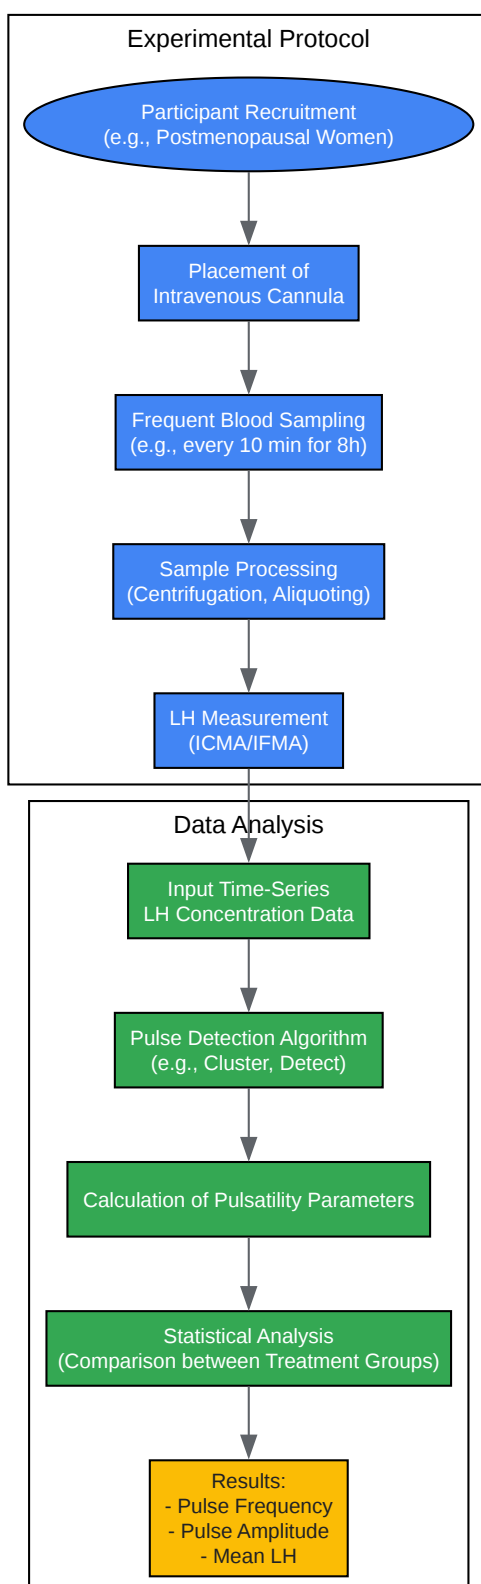 Experimental Protocol
Participant Recruitment
(e.g., Postmenopausal Women)
Placement of
Intravenous Cannula
Frequent Blood Sampling
(e.g., every 10 min for 8h)
Sample Processing
(Centrifugation, Aliquoting)
LH Measurement
(ICMA/IFMA)
Data Analysis
Input Time-Series
LH Concentration Data
Pulse Detection Algorithm
(e.g., Cluster, Detect)
Calculation of Pulsatility Parameters
Statistical Analysis
(Comparison between Treatment Groups)
Results:
- Pulse Frequency
- Pulse Amplitude
- Mean LH